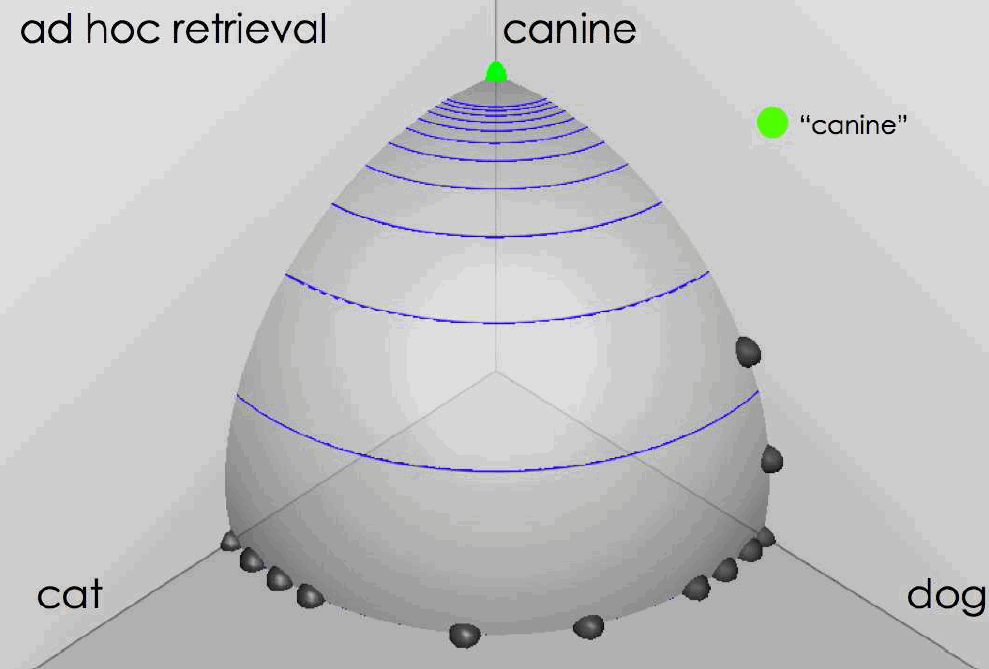 ad hoc retrieval
canine
“canine”
cat
dog